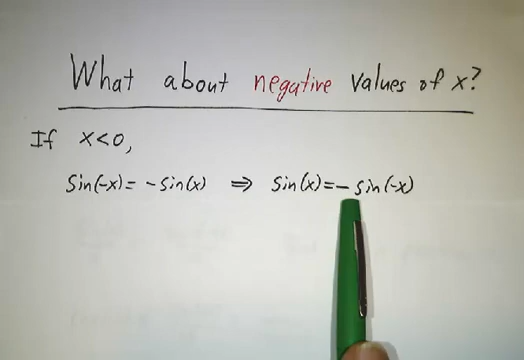 What about negative values of x?
If x<0,
Sin(-x)= -Sin(x) ⇒ Sin(x)=-Sin(-x)